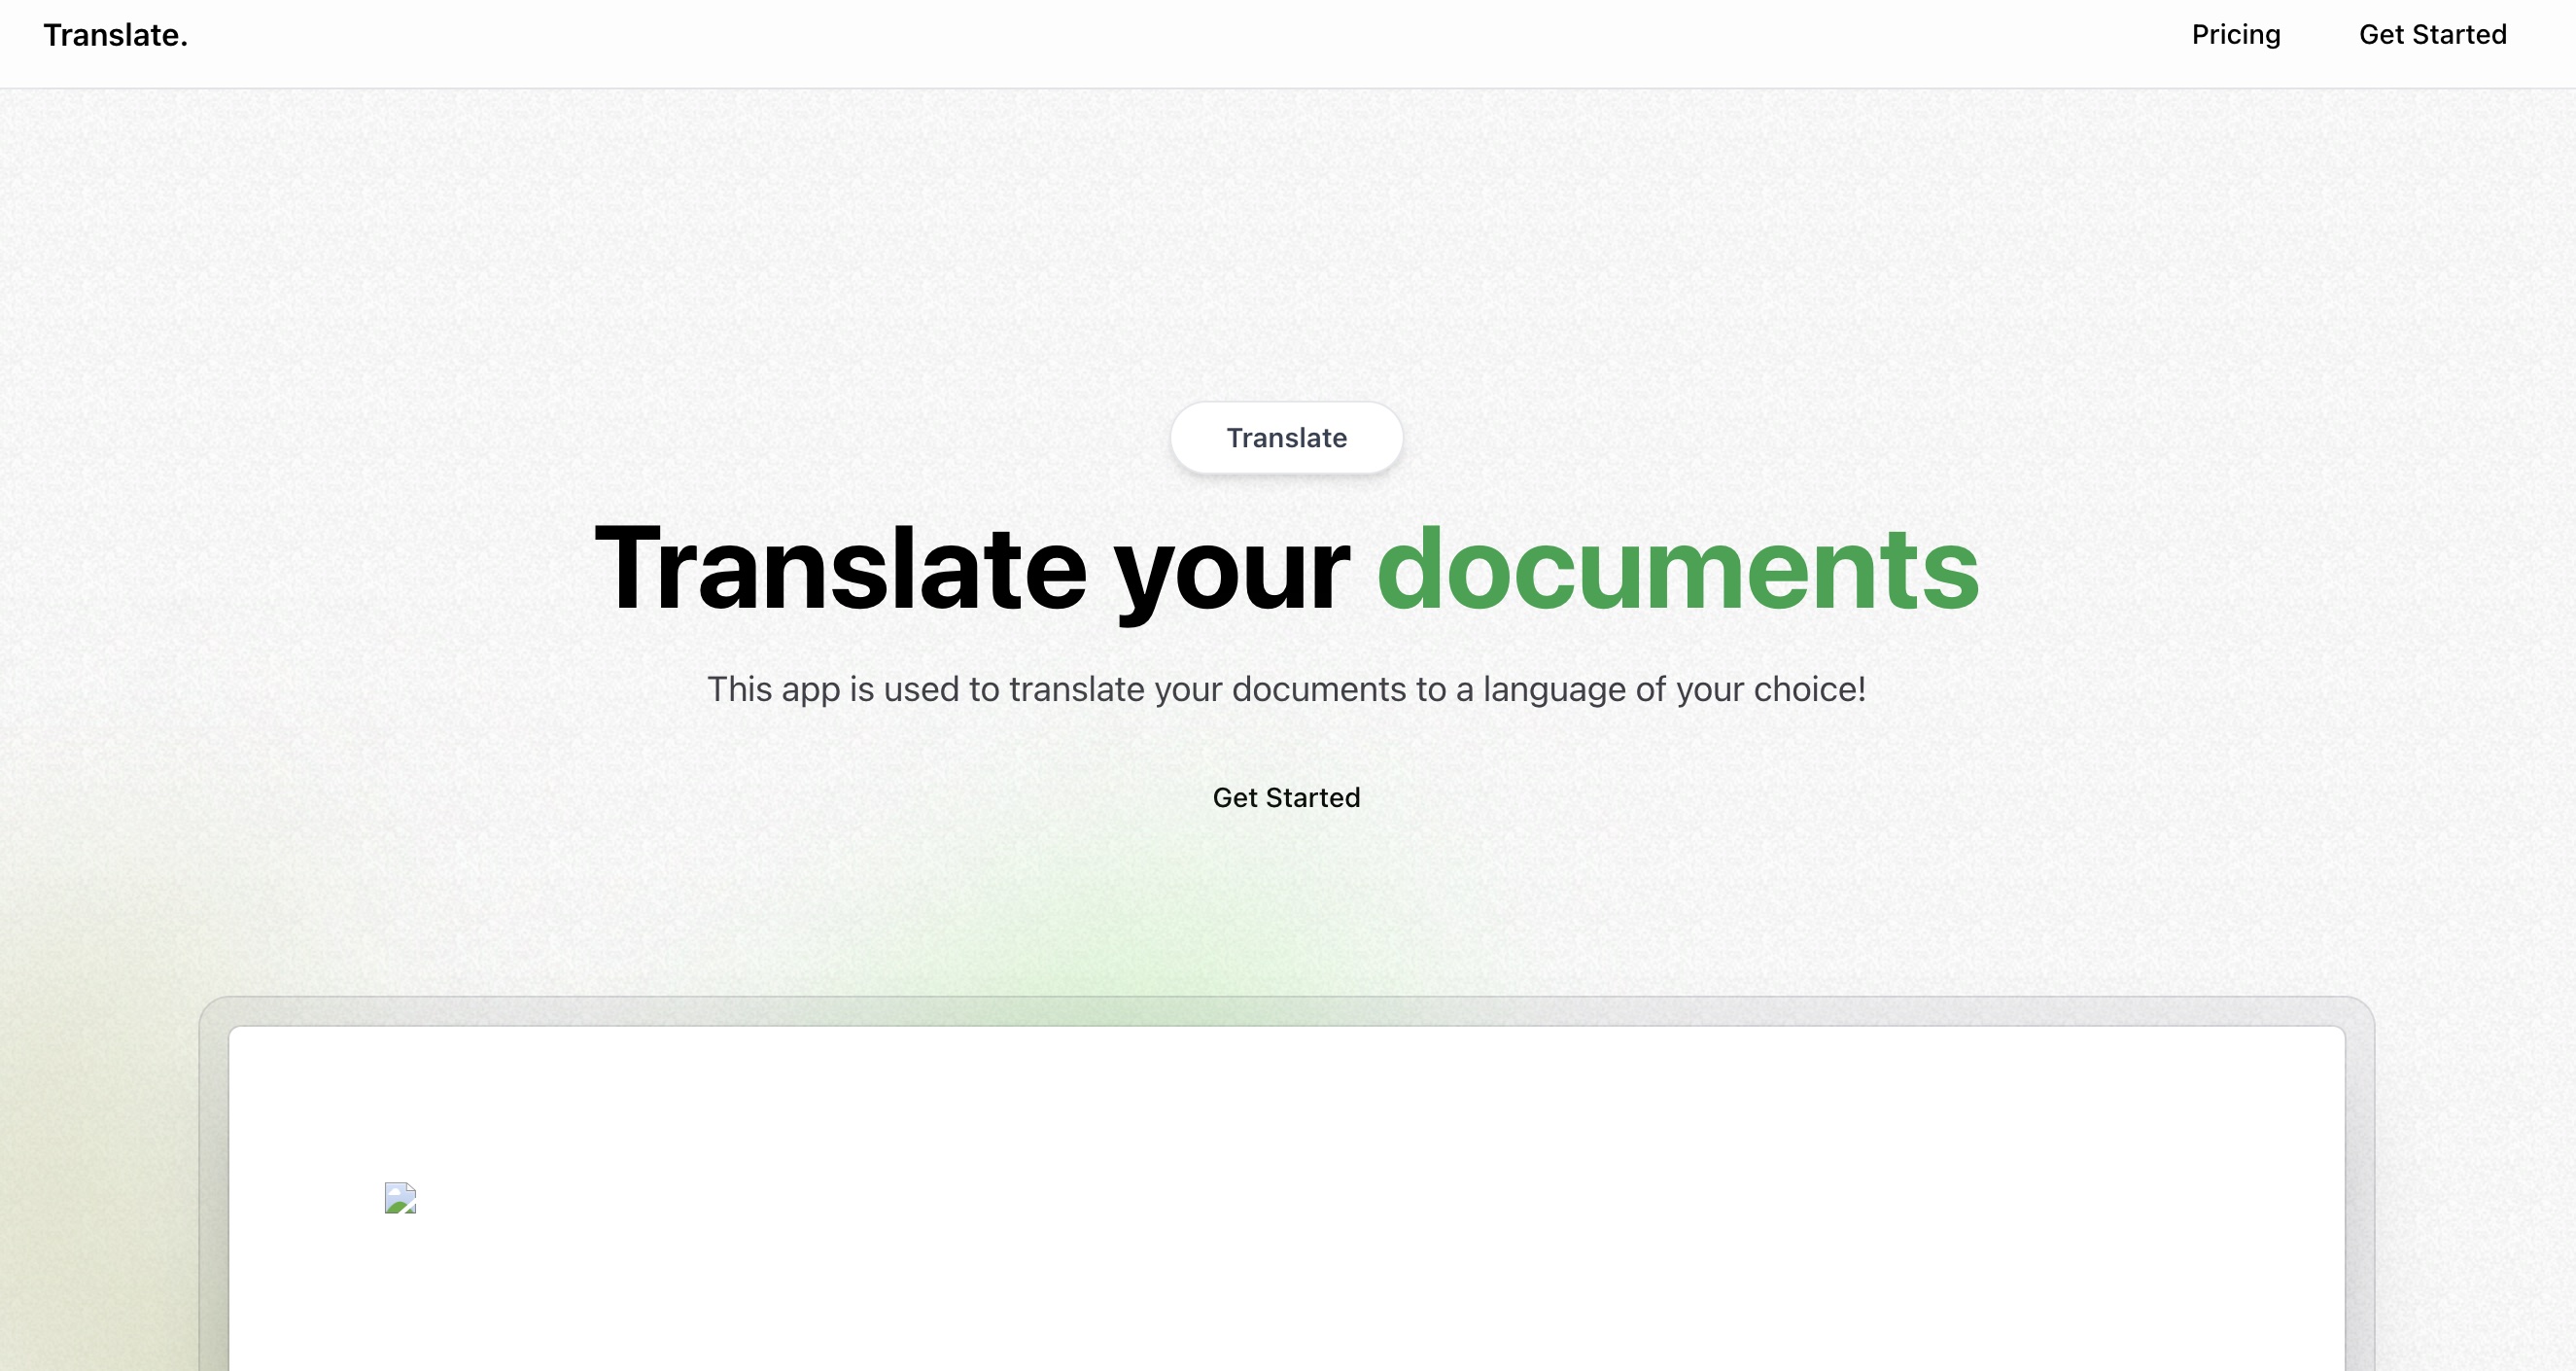 Translate.
Pricing
Get Started
Translate
Translate your documents
This app is used to translate your documents to a language of your choice!
Get Started